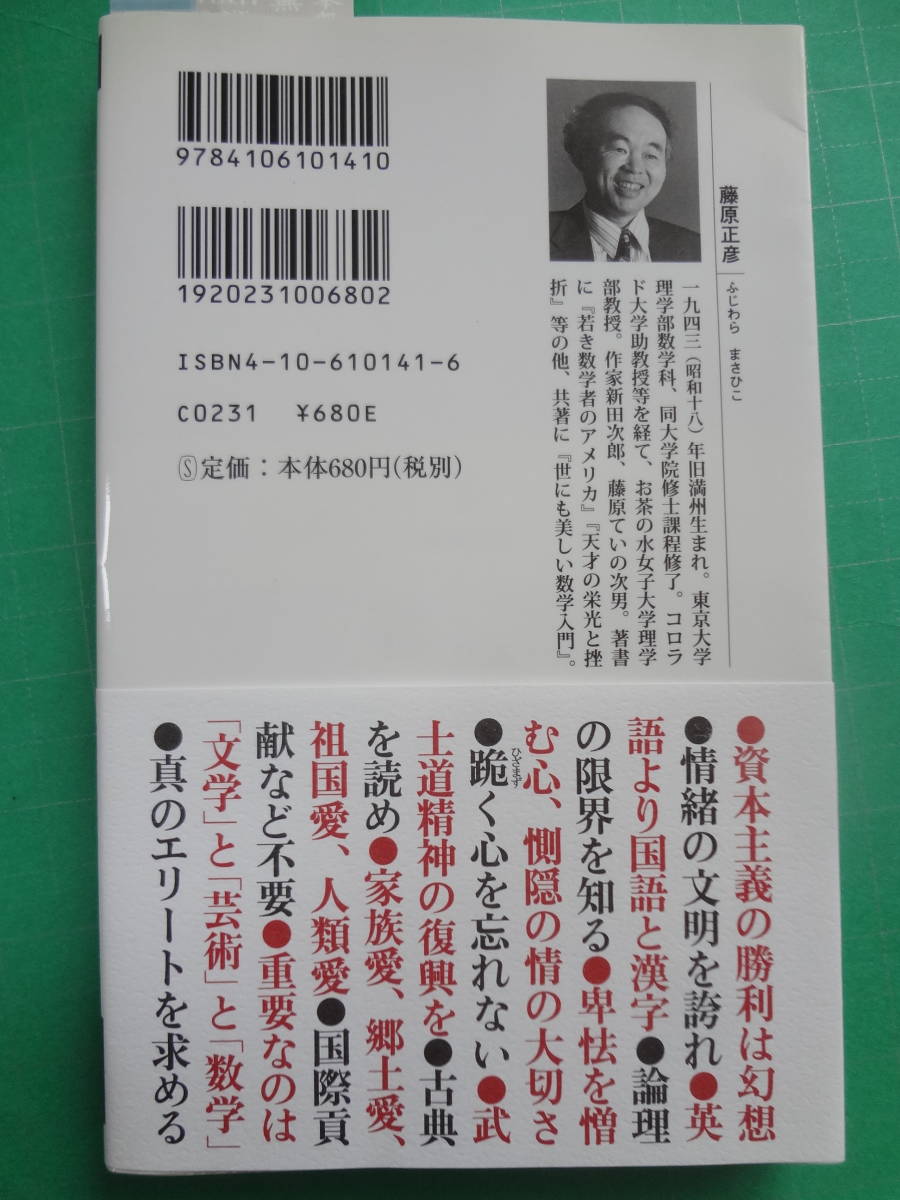 9784106101410
1920231006802
ISBN4-10-610141-6
C0231 ¥680E
Ⓢ定価：本体680円(税別)
藤原正彦
ふじわら まさひこ
一九四三（昭和十八）年旧満州生まれ。東京大学
理学部数学科、同大学院修士課程修了。コロラ
ド大学助教授等を経て、お茶の水女子大学理学
部教授。作家新田次郎、藤原ていの次男。著書
に『若き数学者のアメリカ』『天才の栄光と挫
折』等の他、共著に『世にも美しい数学入門』。
●資本主義の勝利は幻想
●情緒の文明を誇れ●英
語より国語と漢字●論理
の限界を知る●卑怯を憎
む心、惻隠の情の大切さ
●跪く心を忘れない●武
ひざまず
士道精神の復興を●古典
を読め●家族愛、郷土愛、
祖国愛、人類愛●国際貢
献など不要●重要なのは
「文学」と「芸術」と「数学」
●真のエリートを求める